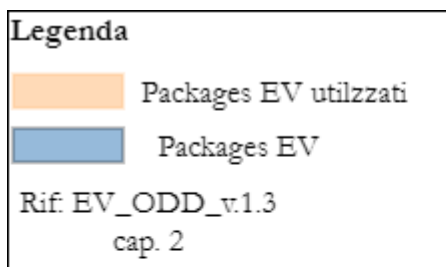 Legenda
Packages EV utilzzati
Packages EV
Rif: EV_ODD_v.1.3
cap. 2